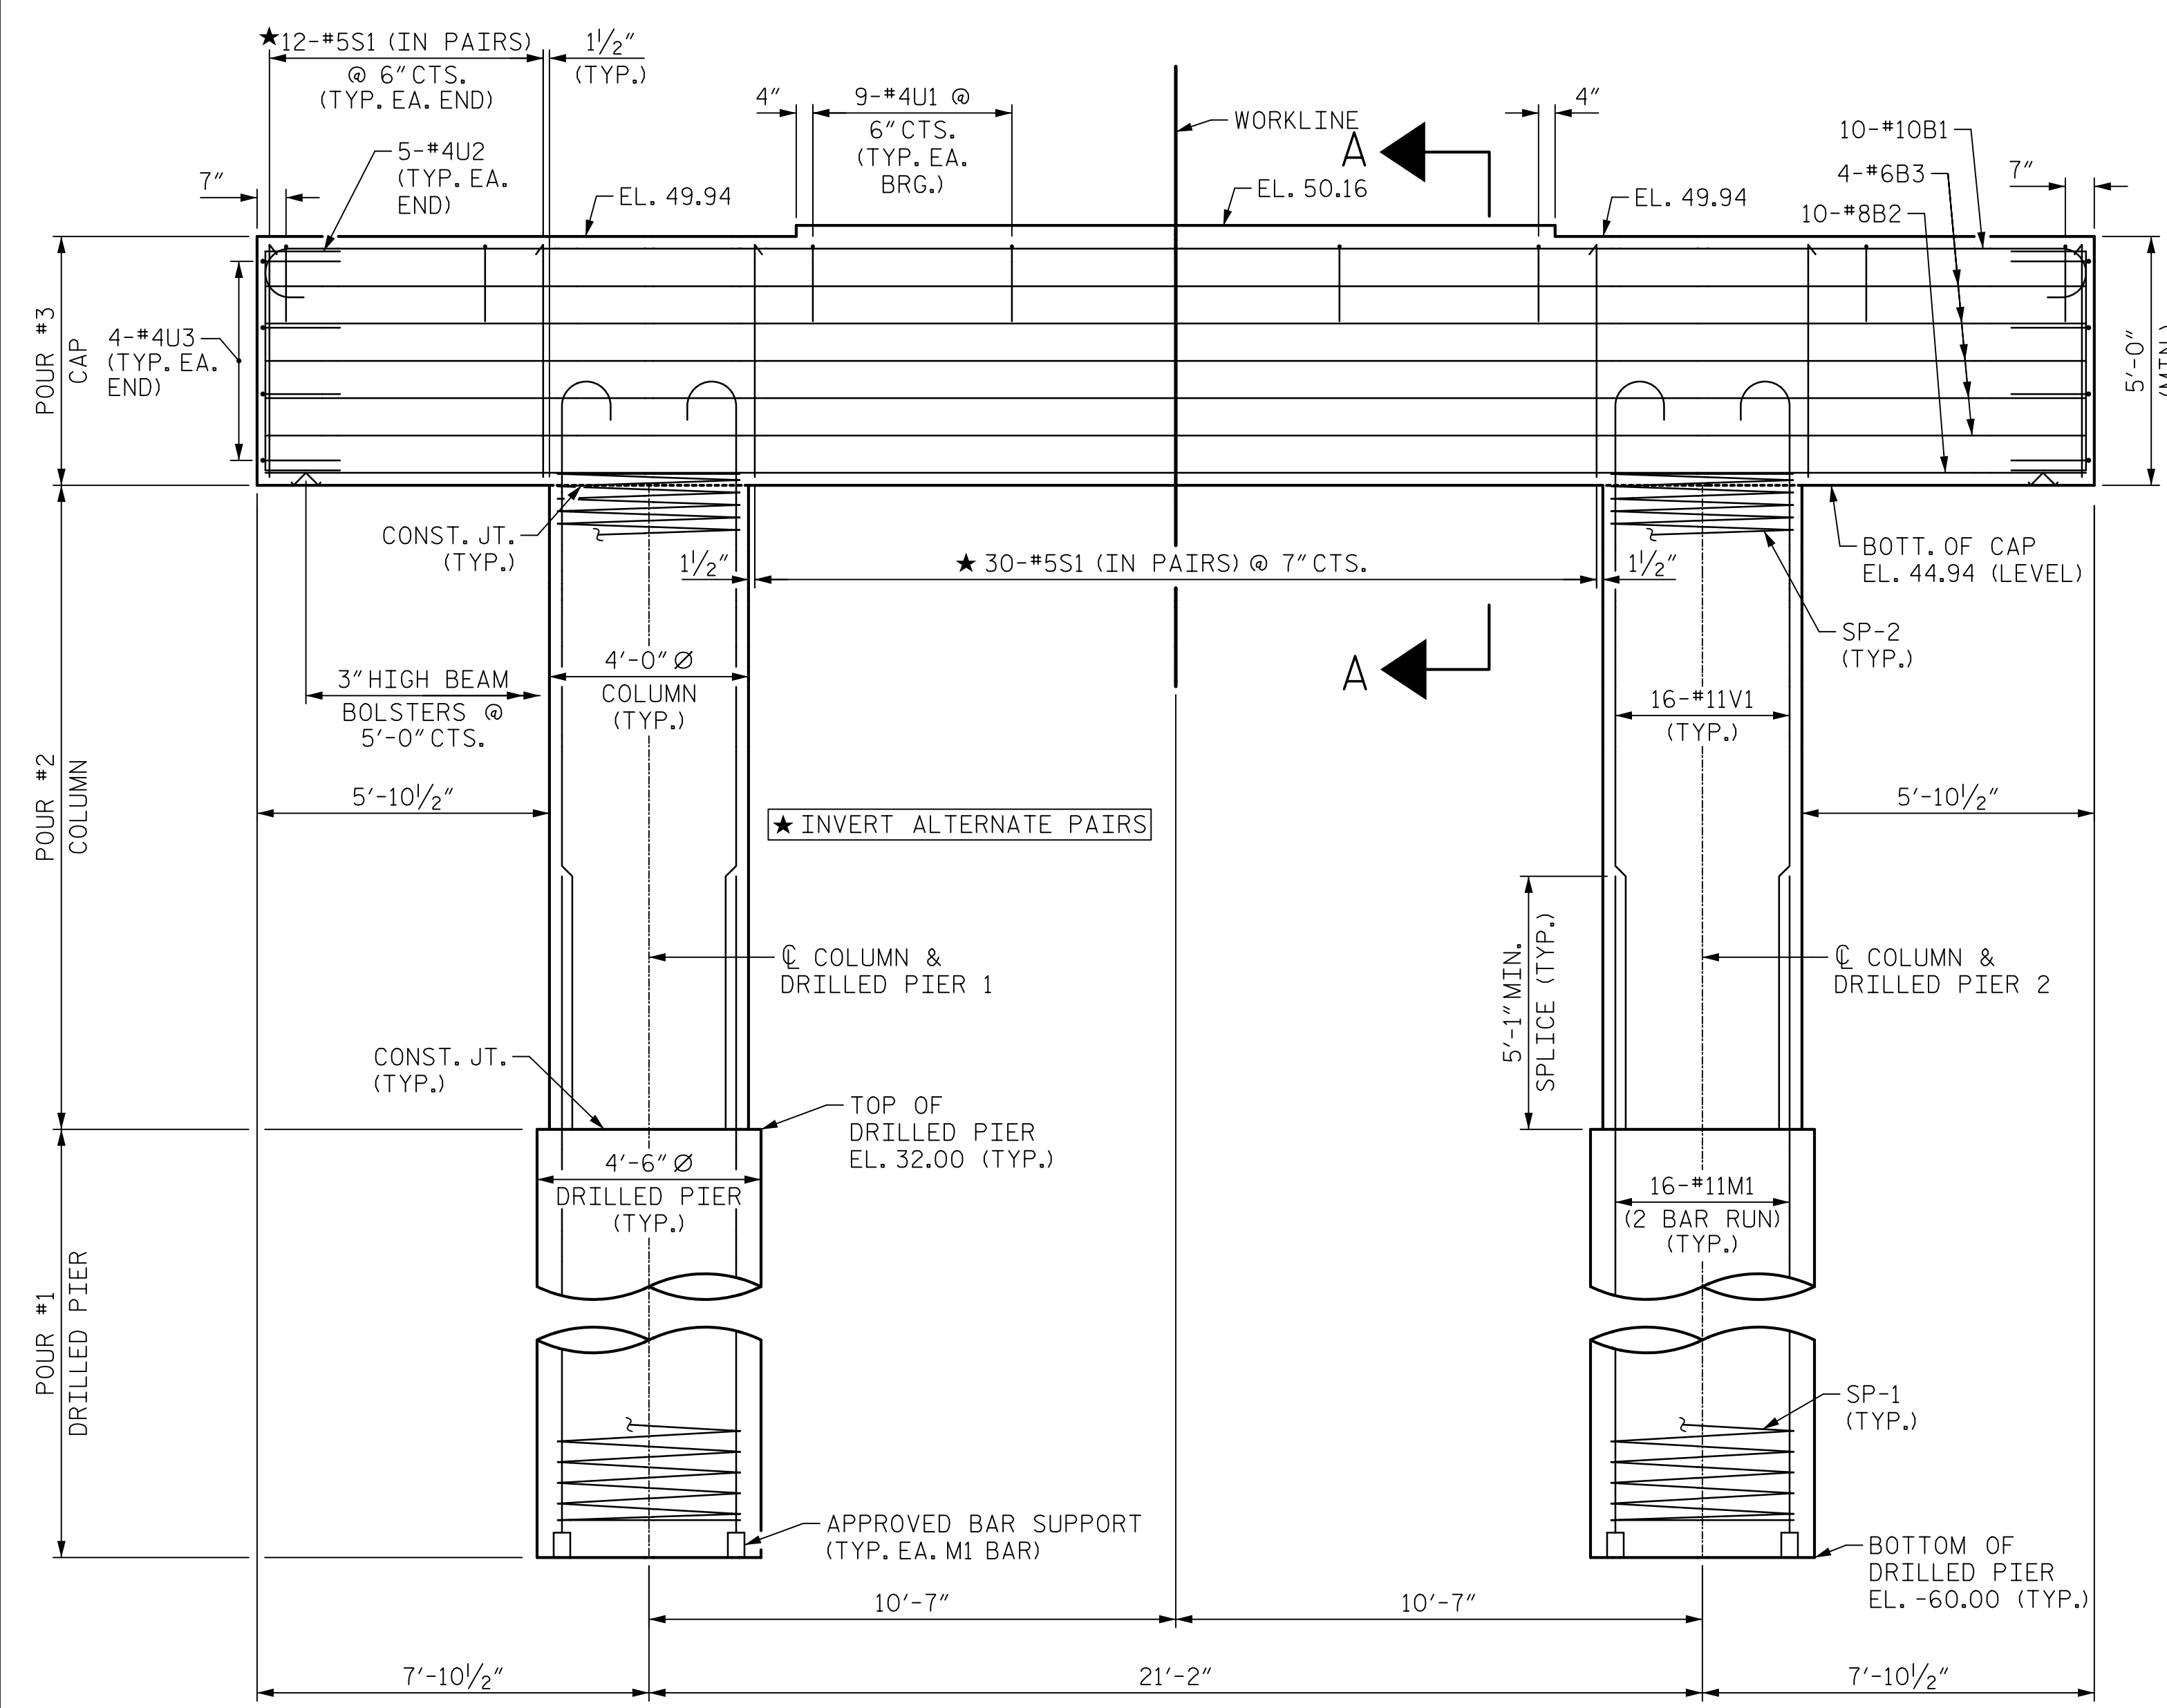 ★12-#5S1 (IN PAIRS)
@ 6" CTS.
(TYP. EA. END)
1½"
(TYP.)
4"
9-#4U1 @
6" CTS.
(TYP. EA.
BRG.)
WORKLINE
A
4"
10-#10B1
4-#6B3
10-#8B2
7"
5-#4U2
(TYP. EA.
END)
7"
EL. 49.94
EL. 50.16
EL. 49.94
POUR #3
CAP
4-#4U3
(TYP. EA.
END)
5'-0"
(MIN.)
CONST. JT.
(TYP.)
1½"
★ 30-#5S1 (IN PAIRS) @ 7" CTS.
1½"
BOTT. OF CAP
EL. 44.94 (LEVEL)
SP-2
(TYP.)
A
3" HIGH BEAM
BOLSTERS @
5'-0" CTS.
4'-0" Ø
COLUMN
(TYP.)
16-#11V1
(TYP.)
POUR #2
COLUMN
5'-10½"
★ INVERT ALTERNATE PAIRS
5'-10½"
℄ COLUMN &
DRILLED PIER 1
5'-1" MIN.
SPLICE (TYP.)
℄ COLUMN &
DRILLED PIER 2
CONST. JT.
(TYP.)
TOP OF
DRILLED PIER
EL. 32.00 (TYP.)
4'-6" Ø
DRILLED PIER
(TYP.)
16-#11M1
(2 BAR RUN)
(TYP.)
POUR #1
DRILLED PIER
SP-1
(TYP.)
APPROVED BAR SUPPORT
(TYP. EA. M1 BAR)
BOTTOM OF
DRILLED PIER
EL. -60.00 (TYP.)
10'-7"
10'-7"
7'-10½"
21'-2"
7'-10½"